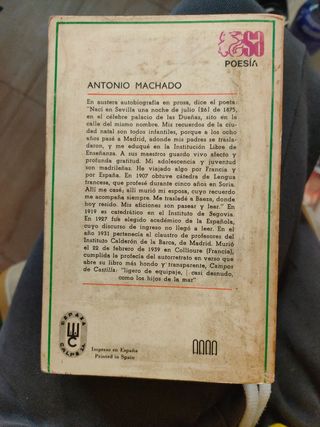 sa
POESÍA
ANTONIO MACHADO
En austera autobiografía en prosa, dice el poeta:
"Nací en Sevilla una noche de julio (26) de 1875,
en el célebre palacio de las Dueñas, sito en la
calle del mismo nombre. Mis recuerdos de la ciu-
dad natal son todos infantiles, porque a los ocho
años pasé a Madrid, adonde mis padres se trasla-
daron, y me eduqué en la Institución Libre de
Enseñanza. A sus maestros guardo vivo afecto y
profunda gratitud. Mi adolescencia y juventud
son madrileñas. He viajado algo por Francia y
por España. En 1907 obtuve cátedra de Lengua
francesa, que profesé durante cinco años en Soria.
Allí me casé; allí murió mi esposa, cuyo recuerdo
me acompaña siempre. Me trasladé a Baeza, donde
hoy resido. Mis aficiones son pasear y leer." En
1919 es catedrático en el Instituto de Segovia.
En 1927 fue elegido académico de la Española,
cuyo discurso de ingreso no llegó a leer. En el
año 1931 pertenecía al claustro de profesores del
Instituto Calderón de la Barca, de Madrid. Murió
el 22 de febrero de 1939 en Collioure (Francia),
cumplida la profecía del autorretrato en verso que
abre su libro más hondo y transparente, Campos
de Castilla: "ligero de equipaje, | casi desnudo,
como los hijos de la mar"
ESPASA
CALPE
Impreso en España
Printed in Spain